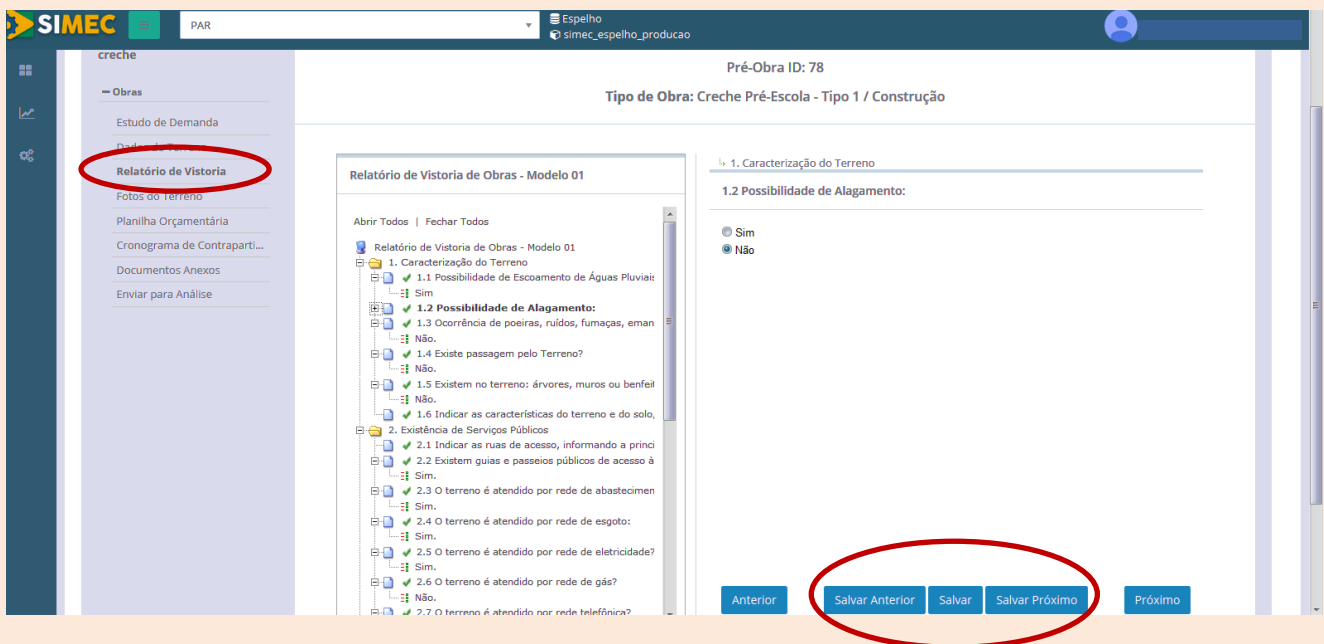 SIMEC
PAR
Espelho
simec_espelho_producao
creche
Obras
Estudo de Demanda
Dados do Terreno
Relatório de Vistoria
Fotos do Terreno
Planilha Orçamentária
Cronograma de Contraparti...
Documentos Anexos
Enviar para Análise
Pré-Obra ID: 78
Tipo de Obra: Creche Pré-Escola - Tipo 1 / Construção
Relatório de Vistoria de Obras - Modelo 01
Abrir Todos | Fechar Todos
Relatório de Vistoria de Obras - Modelo 01
1. Caracterização do Terreno
1.1 Possibilidade de Escoamento de Águas Pluviais
Sim
1.2 Possibilidade de Alagamento:
1.3 Ocorrência de poeiras, ruídos, fumaças, eman
Não.
1.4 Existe passagem pelo Terreno?
Não.
1.5 Existem no terreno: árvores, muros ou benfeit
Não.
1.6 Indicar as características do terreno e do solo,
2. Existência de Serviços Públicos
2.1 Indicar as ruas de acesso, informando a princi
2.2 Existem guias e passeios públicos de acesso à
Sim.
2.3 O terreno é atendido por rede de abastecimen
Sim.
2.4 O terreno é atendido por rede de esgoto:
Sim.
2.5 O terreno é atendido por rede de eletricidade?
Sim.
2.6 O terreno é atendido por rede de gás?
Não.
2.7 O terreno é atendido por rede telefônica?
1. Caracterização do Terreno
1.2 Possibilidade de Alagamento:
Sim
Não
Anterior
Salvar Anterior
Salvar
Salvar Próximo
Próximo